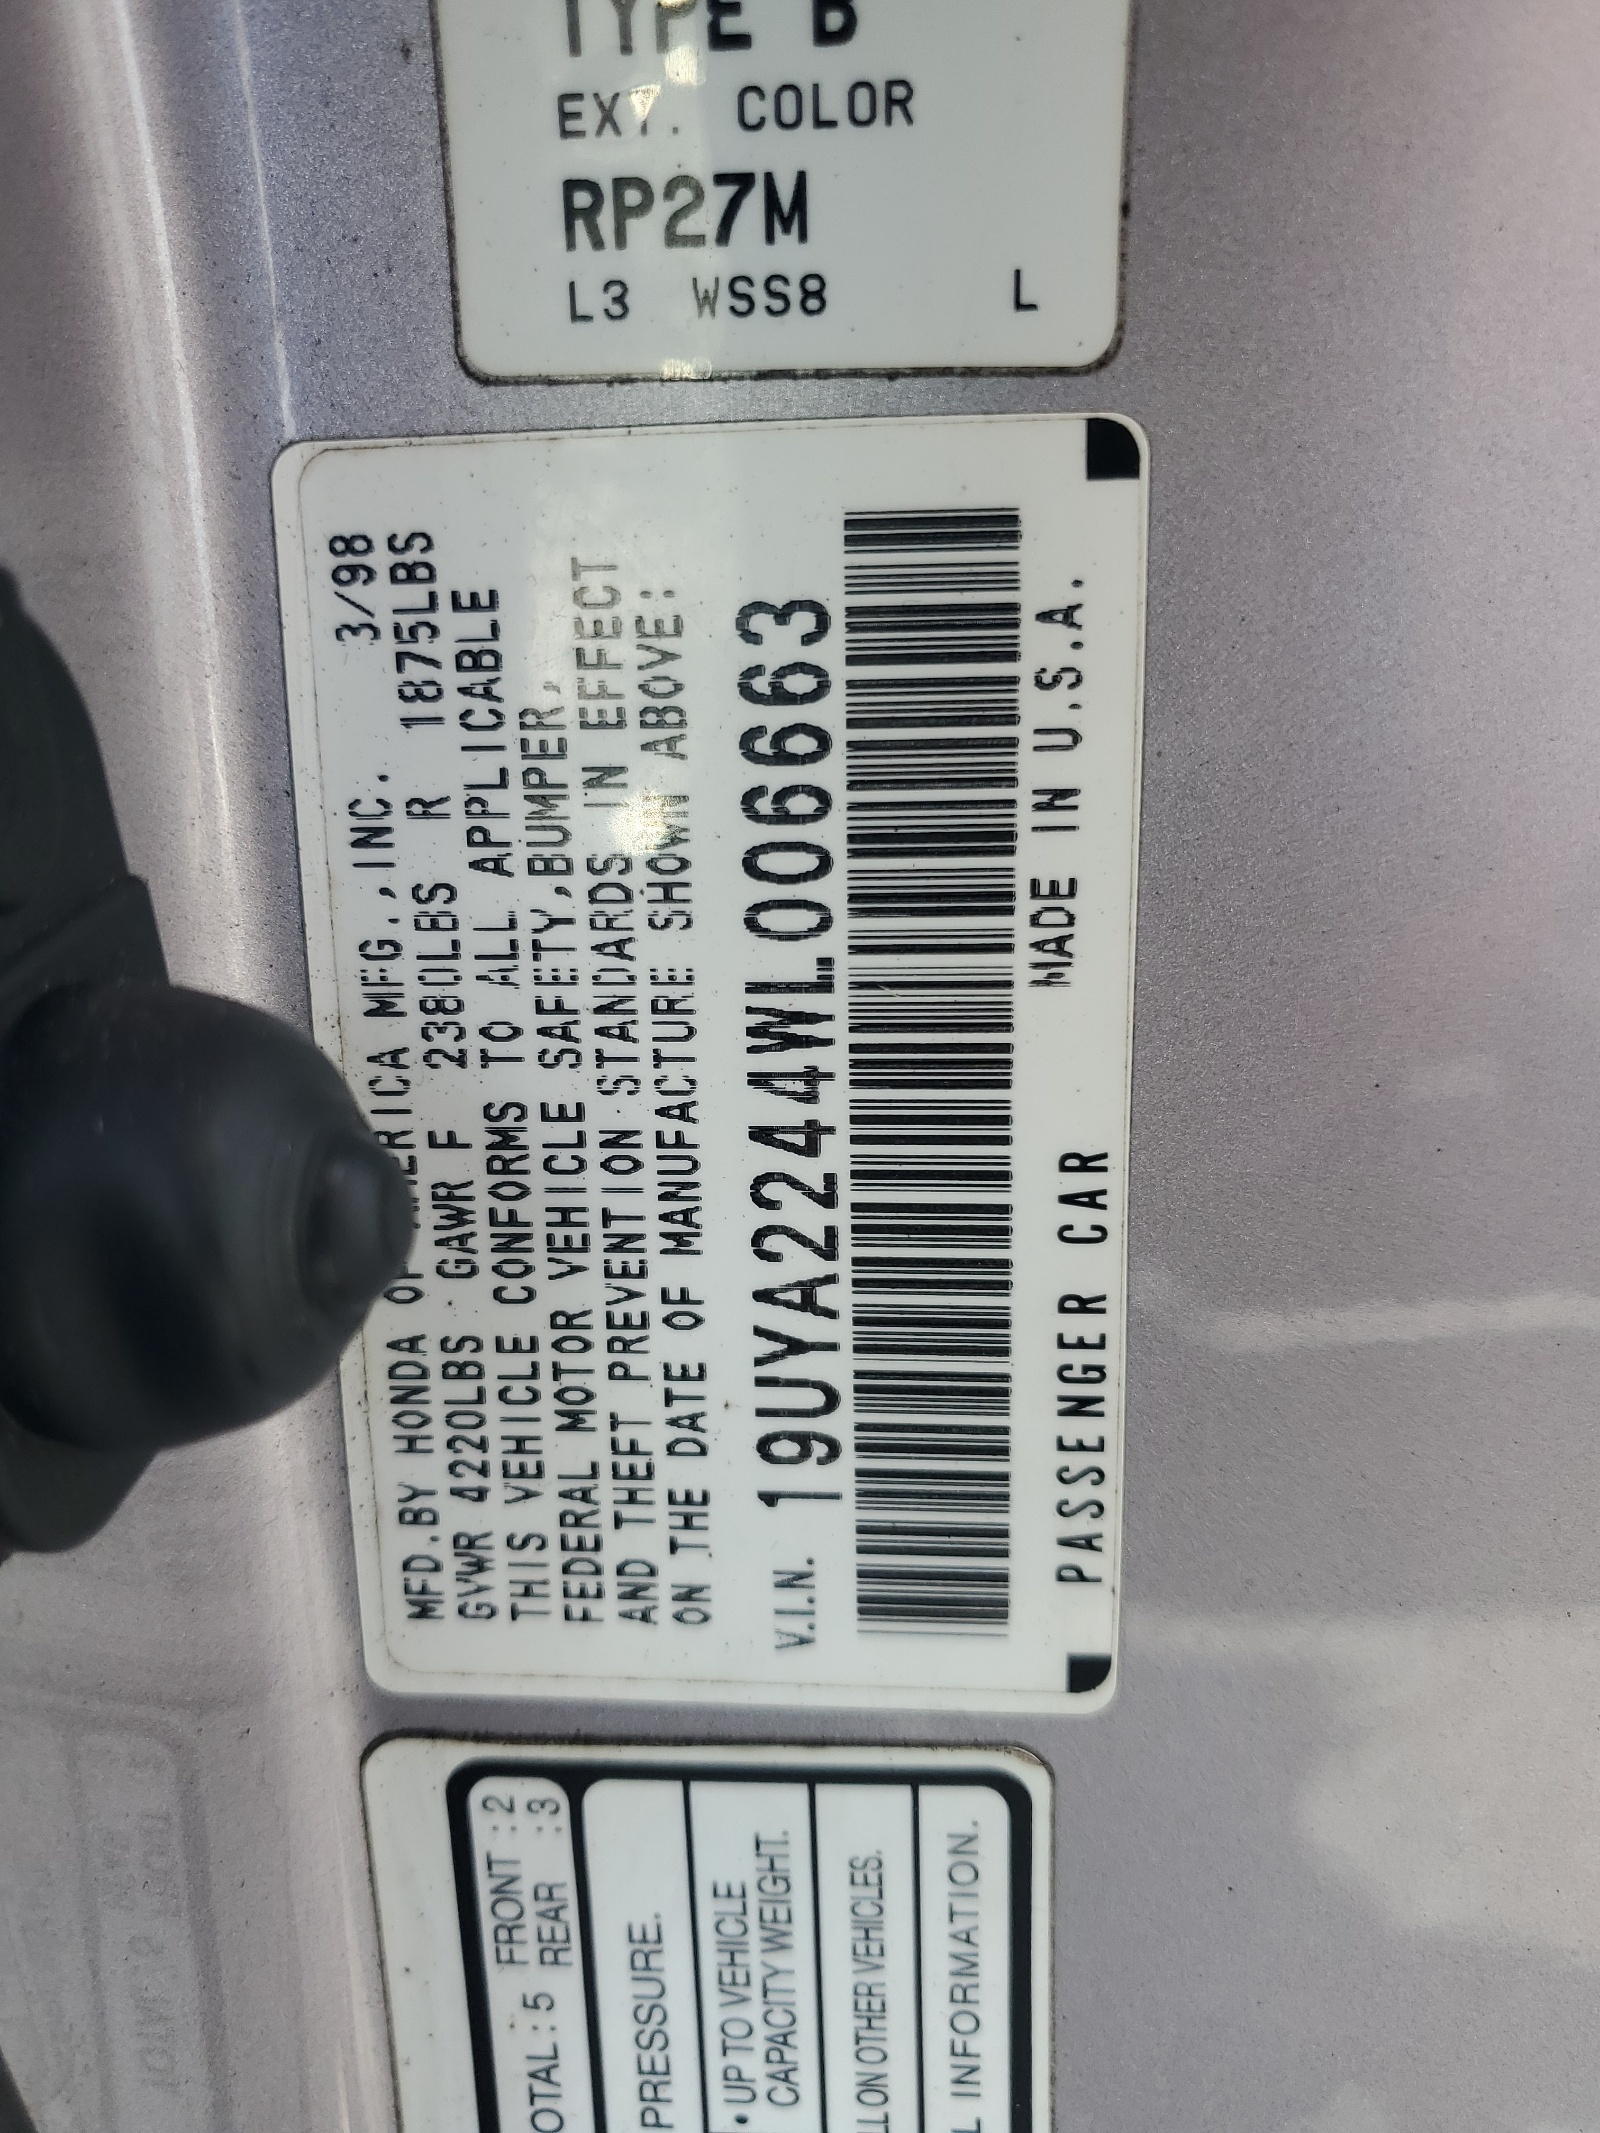 TYPE B
EXT. COLOR
RP27M
L3 WSS8 L
MFD.BY HONDA OF AMERICA MFG.,INC. 3/98
GVWR 4220LBS GAWR F 2380LBS R 1875LBS
THIS VEHICLE CONFORMS TO ALL APPLICABLE
FEDERAL MOTOR VEHICLE SAFETY,BUMPER,
AND THEFT PREVENTION STANDARDS IN EFFECT
ON THE DATE OF MANUFACTURE SHOWN ABOVE:
V.I.N. 19UYA2244WL006663
PASSENGER CAR MADE IN U.S.A.
OTAL:5 FRONT :2
REAR :3
PRESSURE.
• UP TO VEHICLE
CAPACITY WEIGHT.
LL ON OTHER VEHICLES.
L INFORMATION.